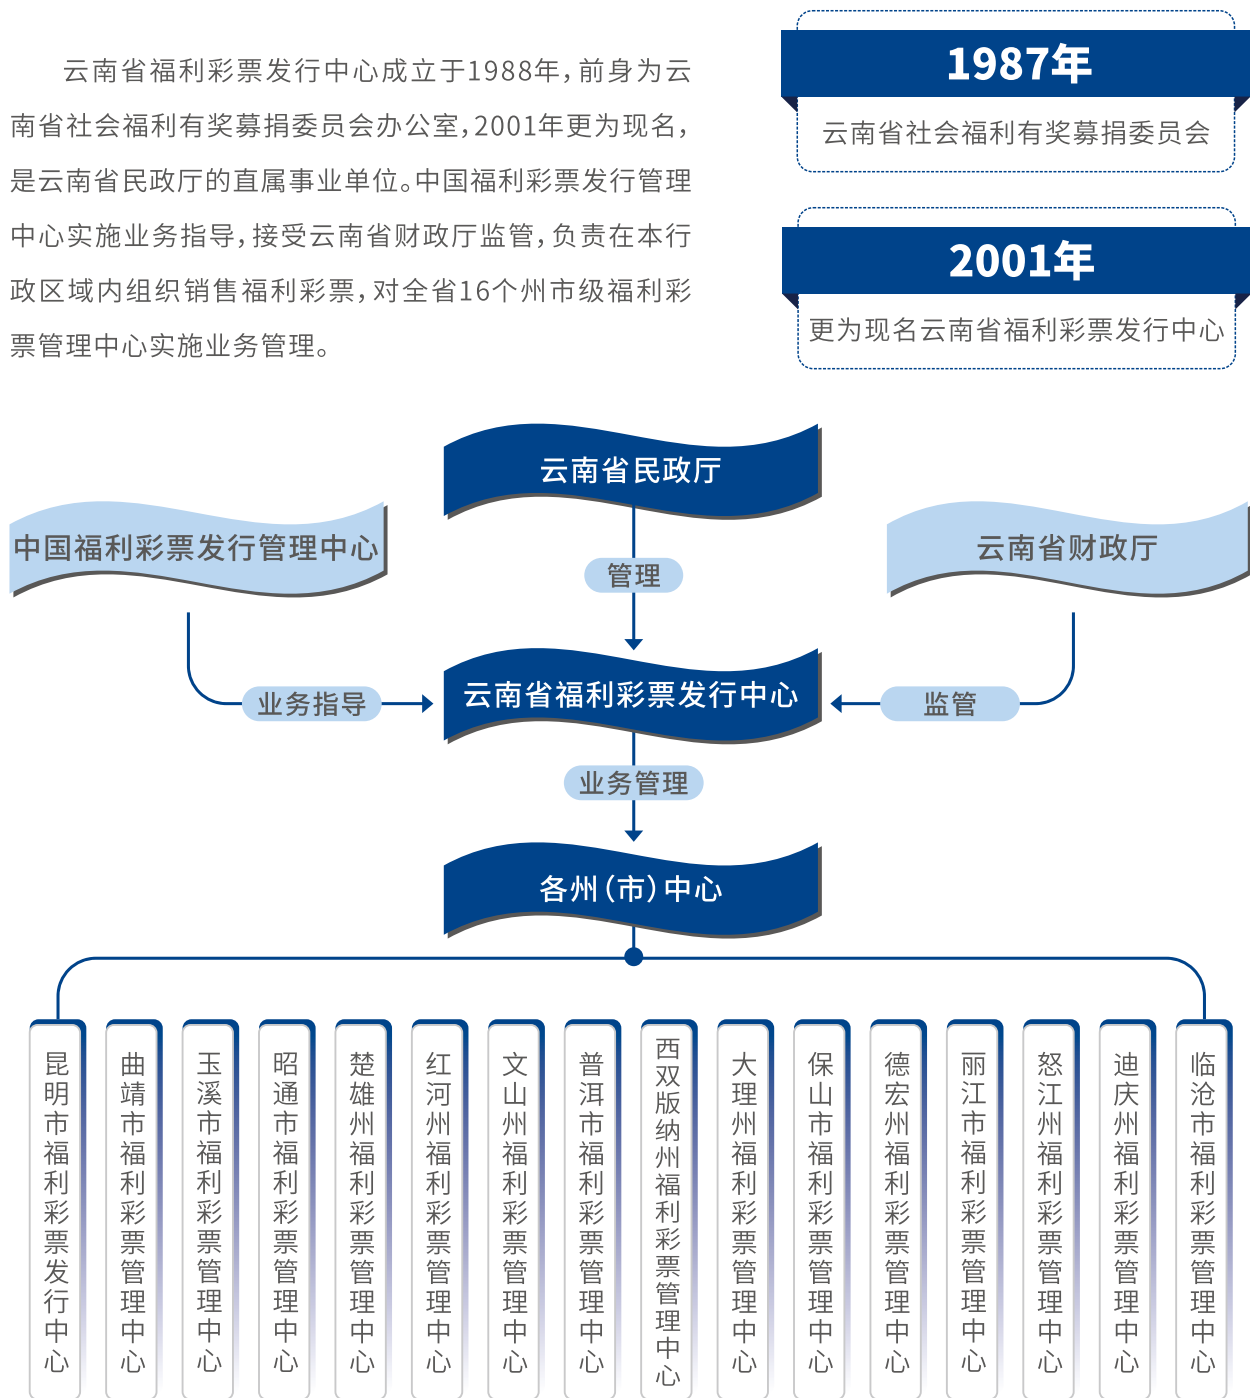 云南省福利彩票发行中心成立于1988年，前身为云
南省社会福利有奖募捐委员会办公室，2001年更为现名，
是云南省民政厅的直属事业单位。中国福利彩票发行管理
中心实施业务指导，接受云南省财政厅监管，负责在本行
政区域内组织销售福利彩票，对全省16个州市级福利彩
票管理中心实施业务管理。
1987年
云南省社会福利有奖募捐委员会
2001年
更为现名云南省福利彩票发行中心
云南省民政厅
中国福利彩票发行管理中心
云南省财政厅
管理
云南省福利彩票发行中心
业务指导
监管
业务管理
各州（市）中心
昆明市福利彩票发行中心
曲靖市福利彩票管理中心
玉溪市福利彩票管理中心
昭通市福利彩票管理中心
楚雄州福利彩票管理中心
红河州福利彩票管理中心
文山州福利彩票管理中心
普洱市福利彩票管理中心
西双版纳州福利彩票管理中心
大理州福利彩票管理中心
保山市福利彩票管理中心
德宏州福利彩票管理中心
丽江市福利彩票管理中心
怒江州福利彩票管理中心
迪庆州福利彩票管理中心
临沧市福利彩票管理中心